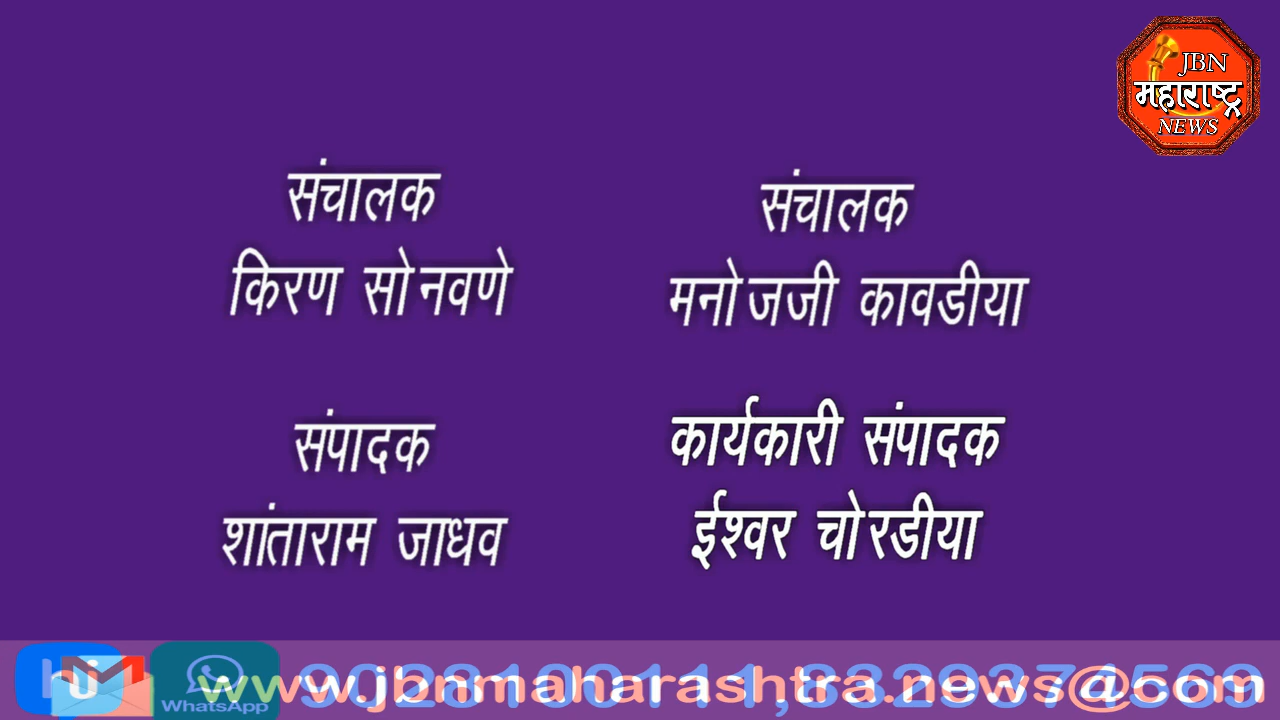 JBN
महाराष्ट्र
NEWS
संचालक
किरण सोनवणे
संचालक
मनोजजी कावडीया
संपादक
शांताराम जाधव
कार्यकारी संपादक
ईश्वर चोरडीया
WhatsApp